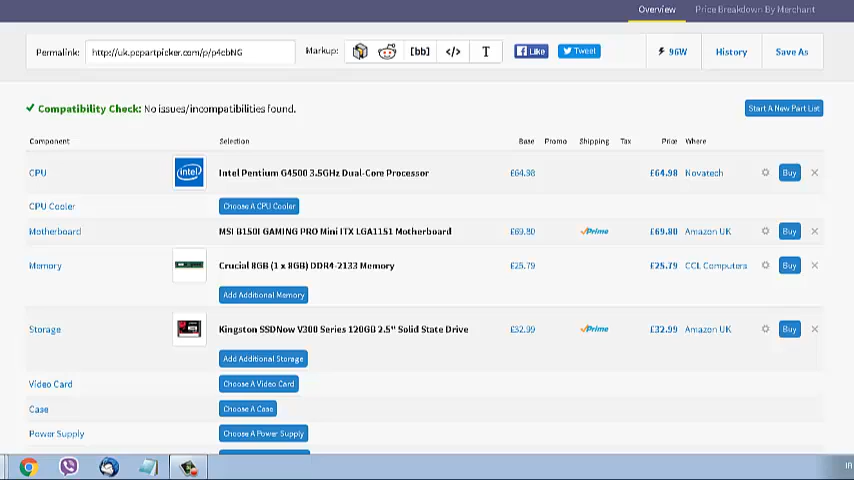 Overview Price Breakdown By Merchant
Permalink: http://uk.pcpartpicker.com/p/p4cbNG Markup: [bb] </> T Like Tweet 96W History Save As
Compatibility Check: No issues/incompatibilities found. Start A New Part List
Component Selection Base Promo Shipping Tax Price Where
CPU intel Intel Pentium G4500 3.5GHz Dual-Core Processor £64.98 £64.98 Novatech Buy
CPU Cooler Choose A CPU Cooler
Motherboard MSI B150I GAMING PRO Mini ITX LGA1151 Motherboard £69.80 Prime £69.80 Amazon UK Buy
Memory Crucial 8GB (1 x 8GB) DDR4-2133 Memory £25.79 £25.79 CCL Computers Buy
Add Additional Memory
Storage Kingston SSDNow V300 Series 120GB 2.5" Solid State Drive £32.99 Prime £32.99 Amazon UK Buy
Add Additional Storage
Video Card Choose A Video Card
Case Choose A Case
Power Supply Choose A Power Supply